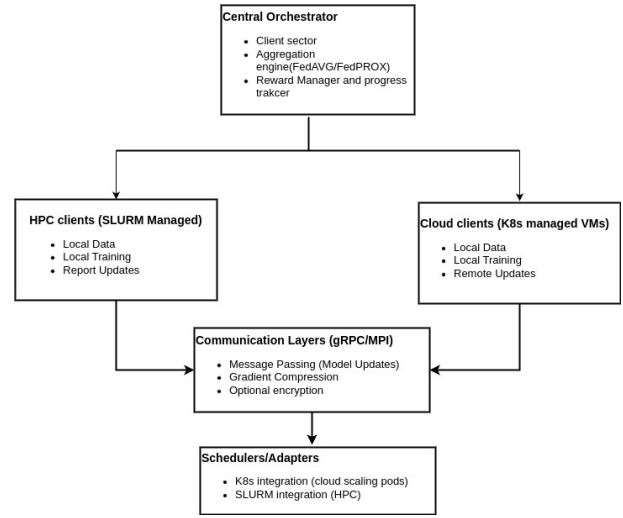 Central Orchestrator
Client sector
Aggregation
engine(FedAVG/FedPROX)
Reward Manager and progress
trakcer
HPC clients (SLURM Managed)
Local Data
Local Training
Report Updates
Cloud clients (K8s managed VMs)
Local Data
Local Training
Remote Updates
Communication Layers (gRPC/MPI)
Message Passing (Model Updates)
Gradient Compression
Optional encryption
Schedulers/Adapters
K8s integration (cloud scaling pods)
SLURM integration (HPC)